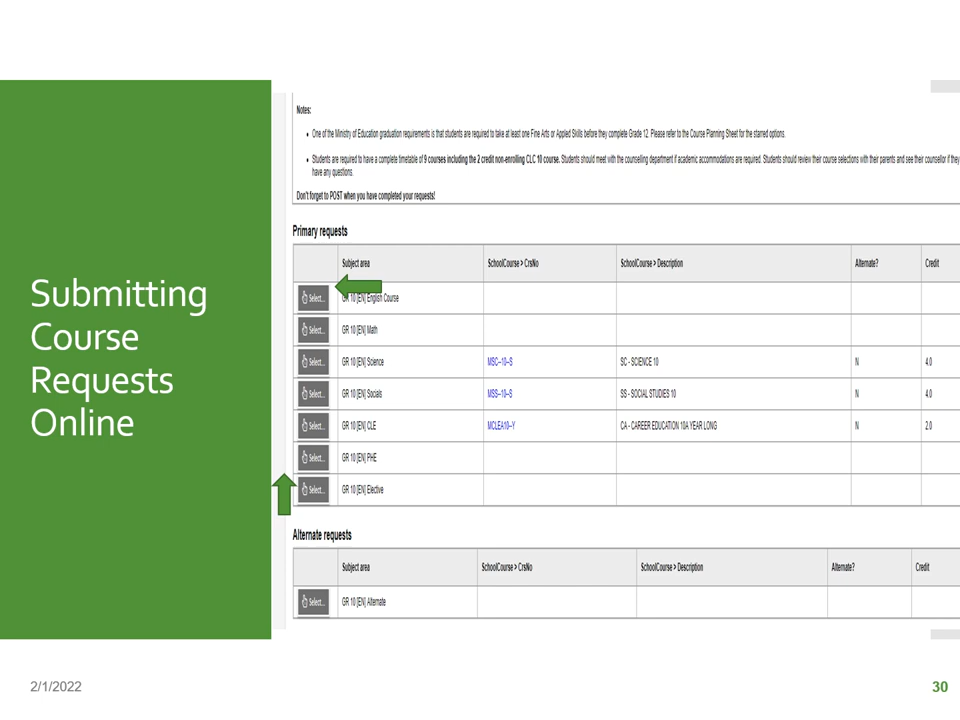 Submitting
Course
Requests
Online
Notes:
One of the Ministry of Education graduation requirements is that students are required to take at least one Fine Arts or Applied Skills before they complete Grade 12. Please refer to the Course Planning Sheet for the starred options.
Students are required to have a complete timetable of 9 courses including the 2 credit non-enrolling CLC 10 course. Students should meet with the counselling department if academic accommodations are required. Students should review their course selections with their parents and see their counsellor if they
have any questions.
Don't forget to POST when you have completed your requests!
Primary requests
Subject area SchoolCourse > CrsNo SchoolCourse > Description Alternate? Credit
Select... GR 10 [EN] English Course
Select... GR 10 [EN] Math
Select... GR 10 [EN] Science MSC--10--S SC - SCIENCE 10 N 4.0
Select... GR 10 [EN] Socials MSS--10--S SS - SOCIAL STUDIES 10 N 4.0
Select... GR 10 [EN] CLE MCLEA10--Y CA - CAREER EDUCATION 10A YEAR LONG N 2.0
Select... GR 10 [EN] PHE
Select... GR 10 [EN] Elective
Alternate requests
Subject area SchoolCourse > CrsNo SchoolCourse > Description Alternate? Credit
Select... GR 10 [EN] Alternate
2/1/2022
30